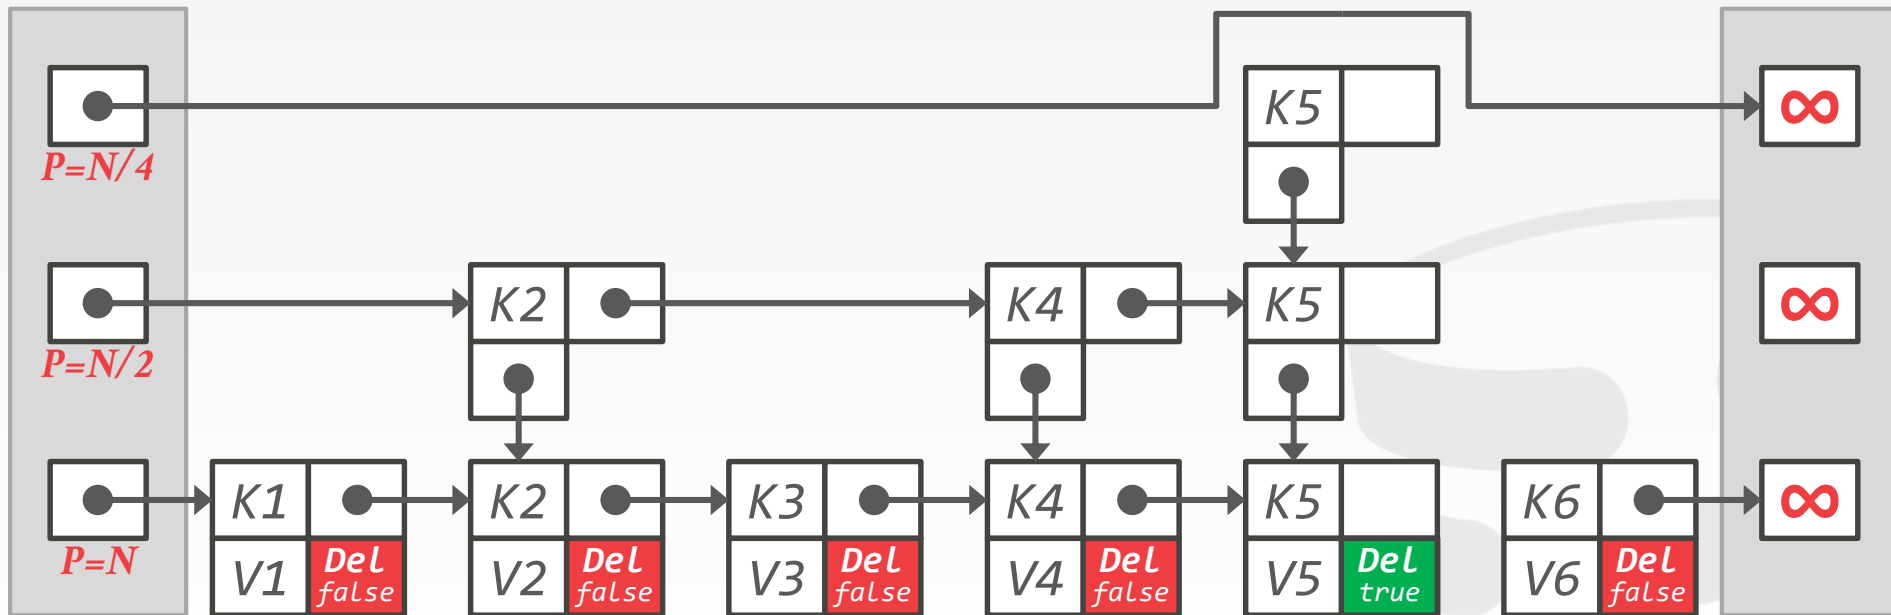 K5 ∞
P=N/4
K2 K4 K5 ∞
P=N/2
K1 K2 K3 K4 K5 K6 ∞
P=N
V1 Del false V2 Del false V3 Del false V4 Del false V5 Del true V6 Del false